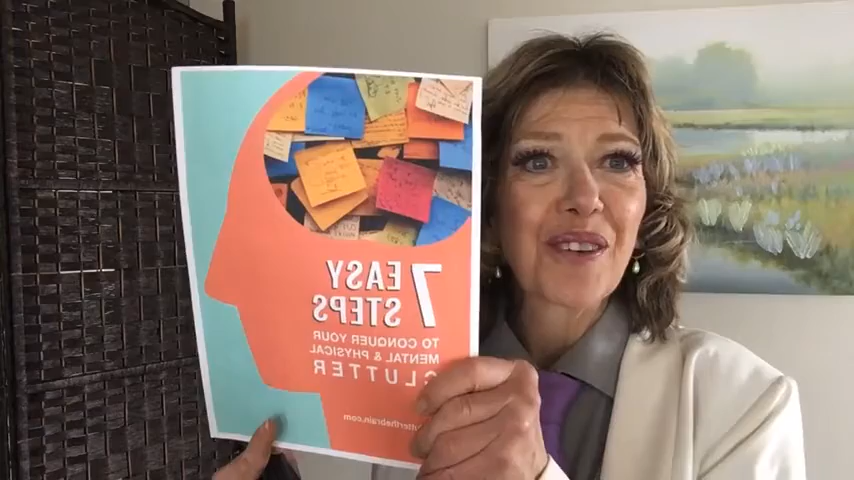 7 EASY
STEPS
TO CONQUER YOUR
MENTAL & PHYSICAL
CLUTTER